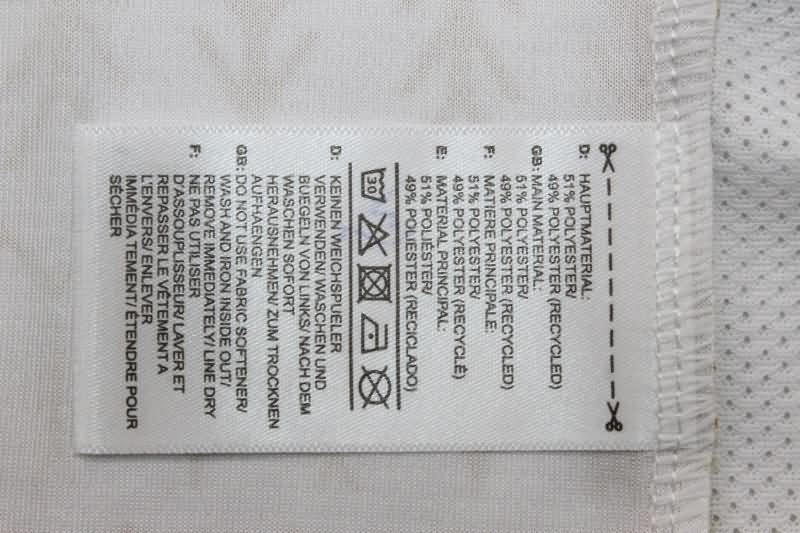 D: HAUPTMATERIAL:
51% POLYESTER/
49% POLYESTER (RECYCLED)
GB: MAIN MATERIAL:
51% POLYESTER/
49% POLYESTER (RECYCLED)
F: MATIERE PRINCIPALE:
51% POLYESTER/
49% POLYESTER (RECYCLÉ)
E: MATERIAL PRINCIPAL:
51% POLIÉSTER/
49% POLIESTER (RECICLADO)
30
D: KEINEN WEICHSPUELER
VERWENDEN/ WASCHEN UND
BUEGELN VON LINKS/ NACH DEM
WASCHEN SOFORT
HERAUSNEHMEN/ ZUM TROCKNEN
AUFHAENGEN
GB: DO NOT USE FABRIC SOFTENER/
WASH AND IRON INSIDE OUT/
REMOVE IMMEDIATELY/ LINE DRY
F: NE PAS UTILISER
D'ASSOUPLISSEUR/ LAVER ET
REPASSER LE VÊTEMENT A
L'ENVERS/ ENLEVER
IMMÉDIATEMENT/ ÉTENDRE POUR
SÉCHER